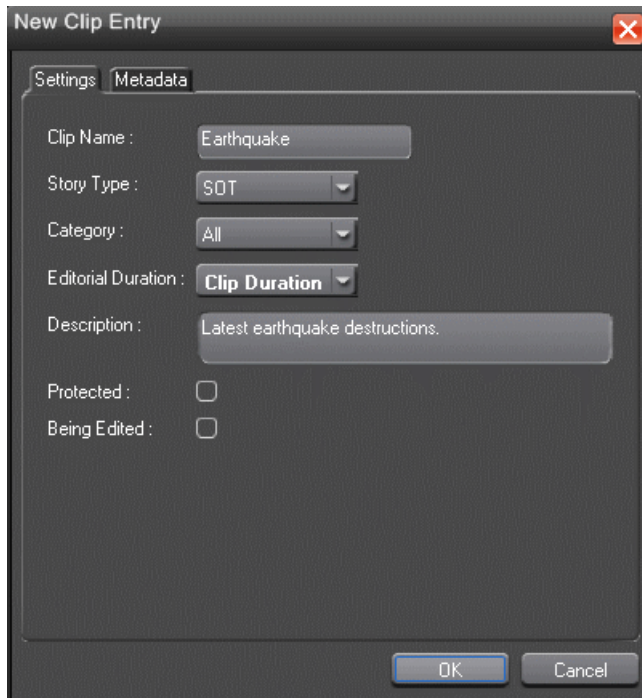 New Clip Entry
Settings Metadata
Clip Name : Earthquake
Story Type : SOT
Category : All
Editorial Duration : Clip Duration
Description : Latest earthquake destructions.
Protected :
Being Edited :
OK Cancel